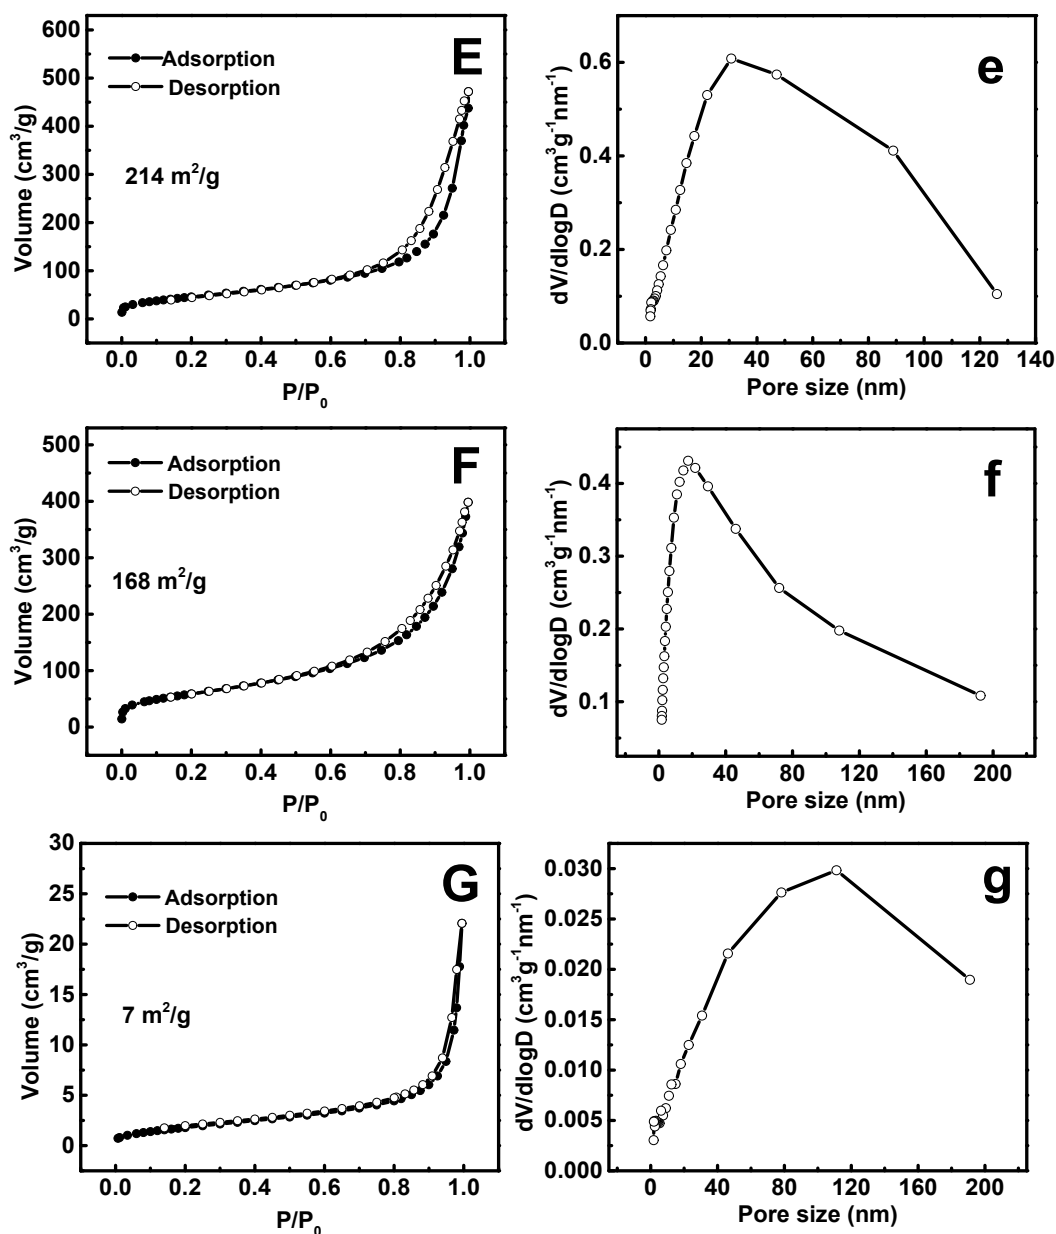 600
500
400
300
200
100
0
Volume (cm³/g)
Adsorption
Desorption
E
214 m²/g
0.0 0.2 0.4 0.6 0.8 1.0
P/P₀
0.6
0.4
0.2
0.0
dV/dlogD (cm³g⁻¹nm⁻¹)
e
0 20 40 60 80 100 120 140
Pore size (nm)
500
400
300
200
100
0
Volume (cm³/g)
Adsorption
Desorption
F
168 m²/g
0.0 0.2 0.4 0.6 0.8 1.0
P/P₀
0.4
0.3
0.2
0.1
dV/dlogD (cm³g⁻¹nm⁻¹)
f
0 40 80 120 160 200
Pore size (nm)
30
25
20
15
10
5
0
Volume (cm³/g)
Adsorption
Desorption
G
7 m²/g
0.0 0.2 0.4 0.6 0.8 1.0
P/P₀
0.030
0.025
0.020
0.015
0.010
0.005
0.000
dV/dlogD (cm³g⁻¹nm⁻¹)
g
0 40 80 120 160 200
Pore size (nm)